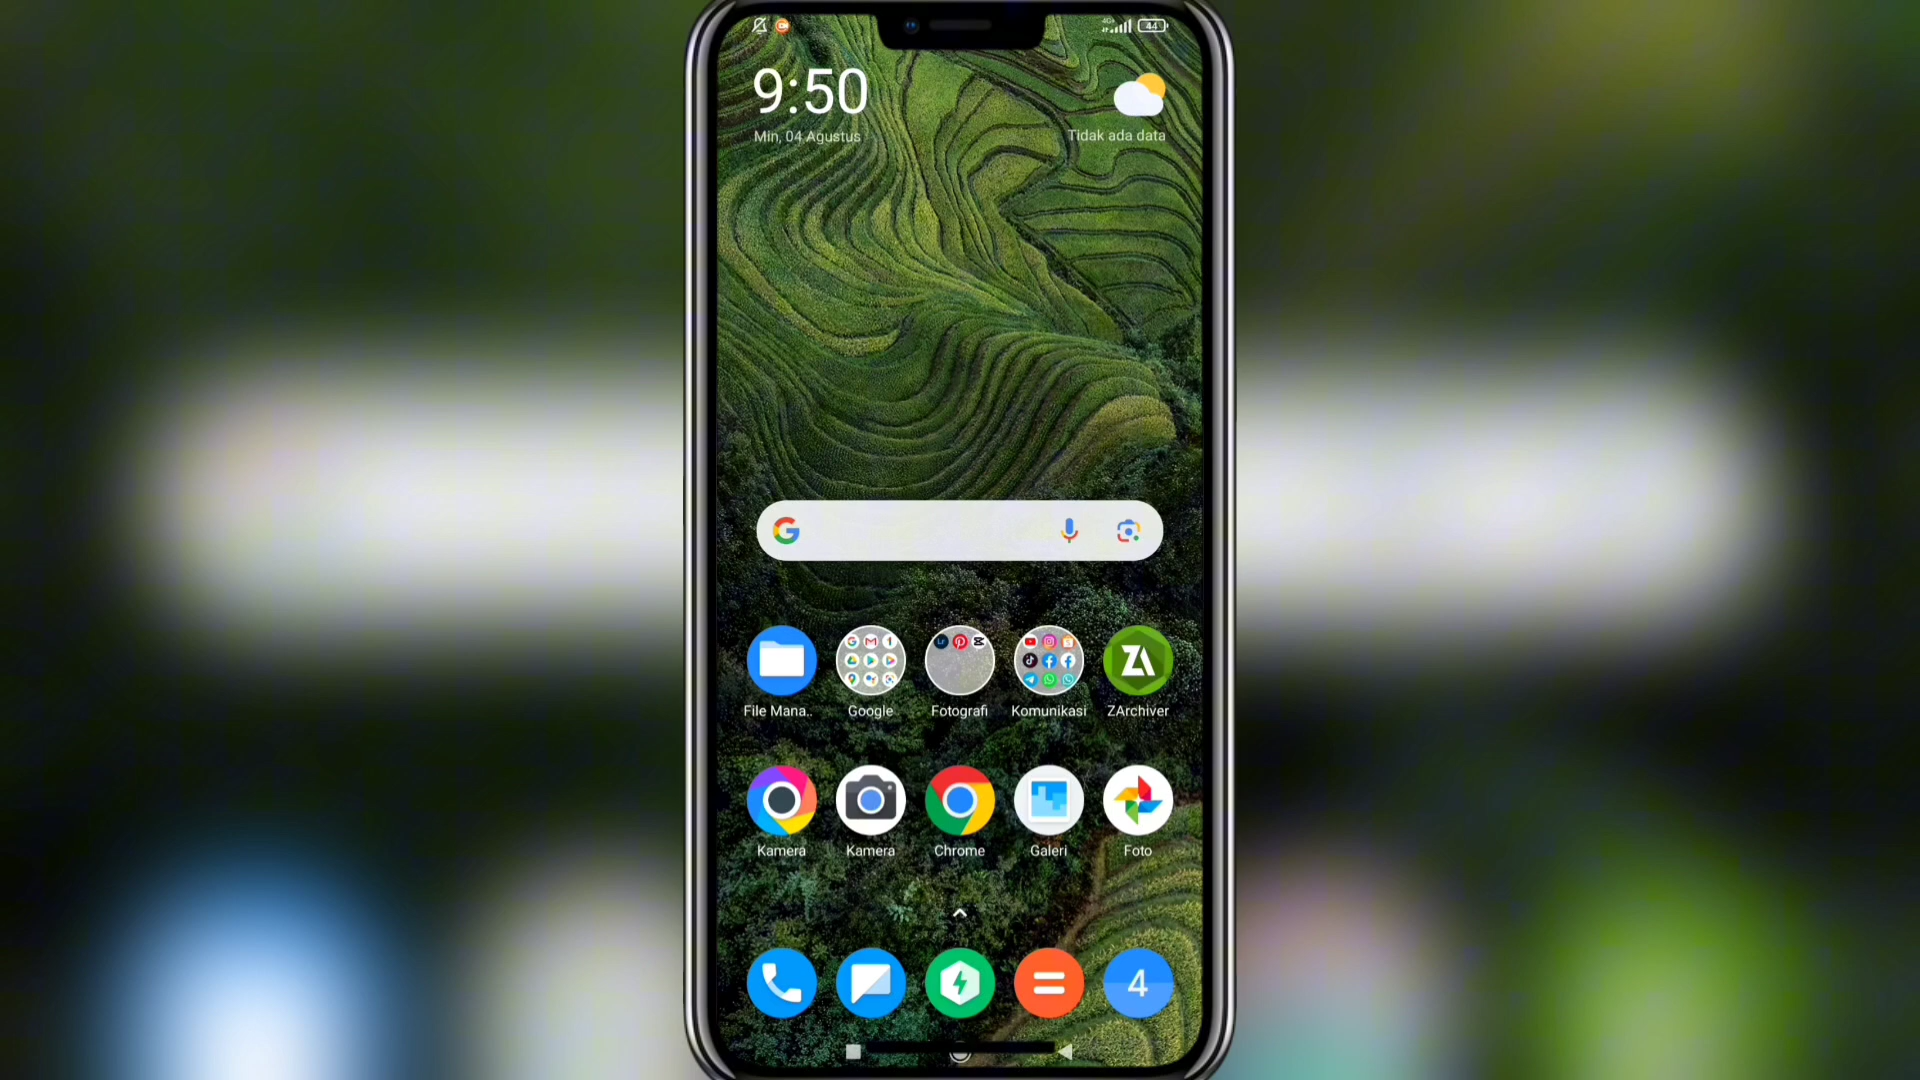 44
9:50
Min, 04 Agustus
Tidak ada data
File Mana..
Google
Fotografi
Komunikasi
ZArchiver
Kamera
Kamera
Chrome
Galeri
Foto
4